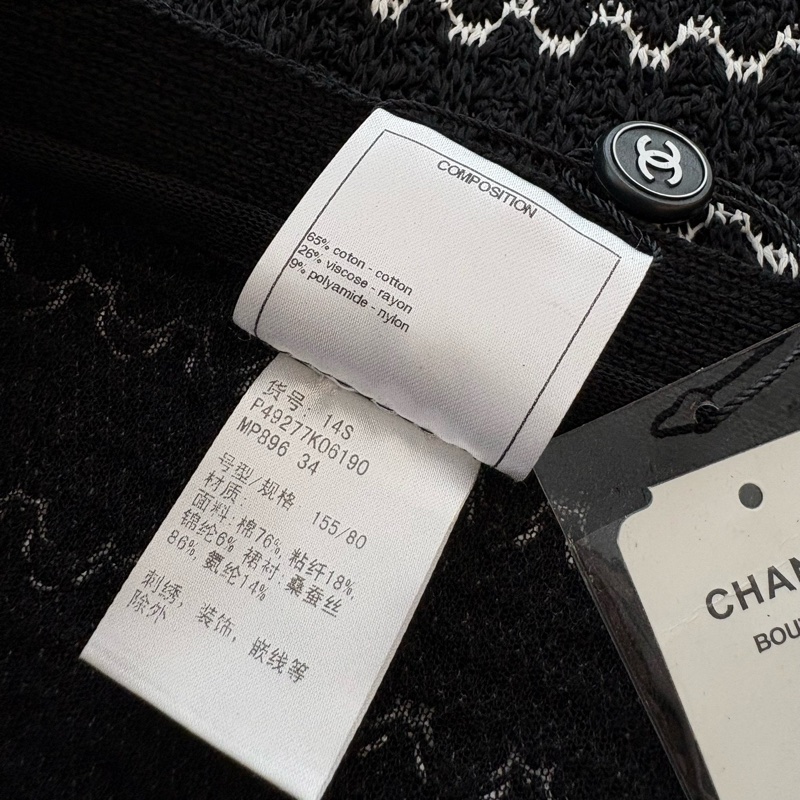 COMPOSITION
65% coton - cotton
26% viscose - rayon
9% polyamide - nylon
货号: 14S
P49277K06190
MP896 34
号型/规格 155/80
材质:
面料:棉76%, 粘纤18%,
锦纶6% 裙衬:桑蚕丝
86%, 氨纶14%
刺绣, 装饰, 嵌线等
除外
CHAN
BOU